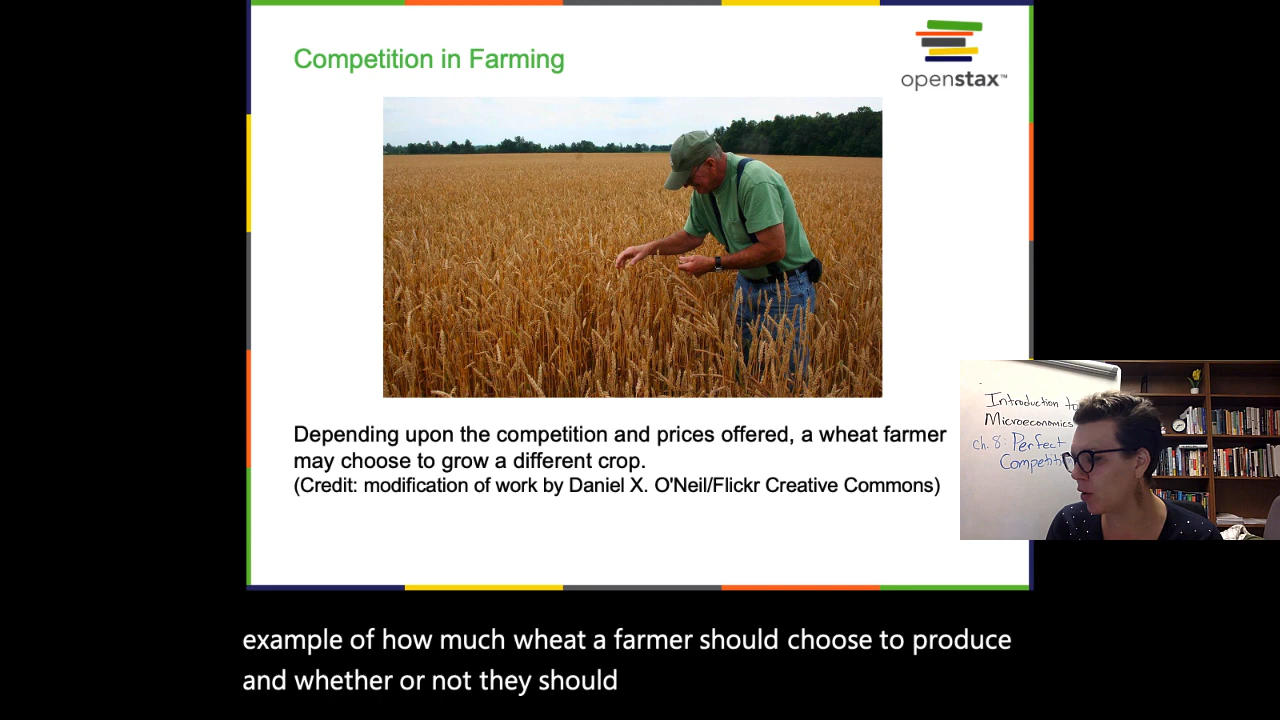 Competition in Farming
openstax™
Depending upon the competition and prices offered, a wheat farmer
may choose to grow a different crop.
(Credit: modification of work by Daniel X. O'Neil/Flickr Creative Commons)
Introduction to
Microeconomics
ch. 8: Perfect
example of how much wheat a farmer should choose to produce
and whether or not they should